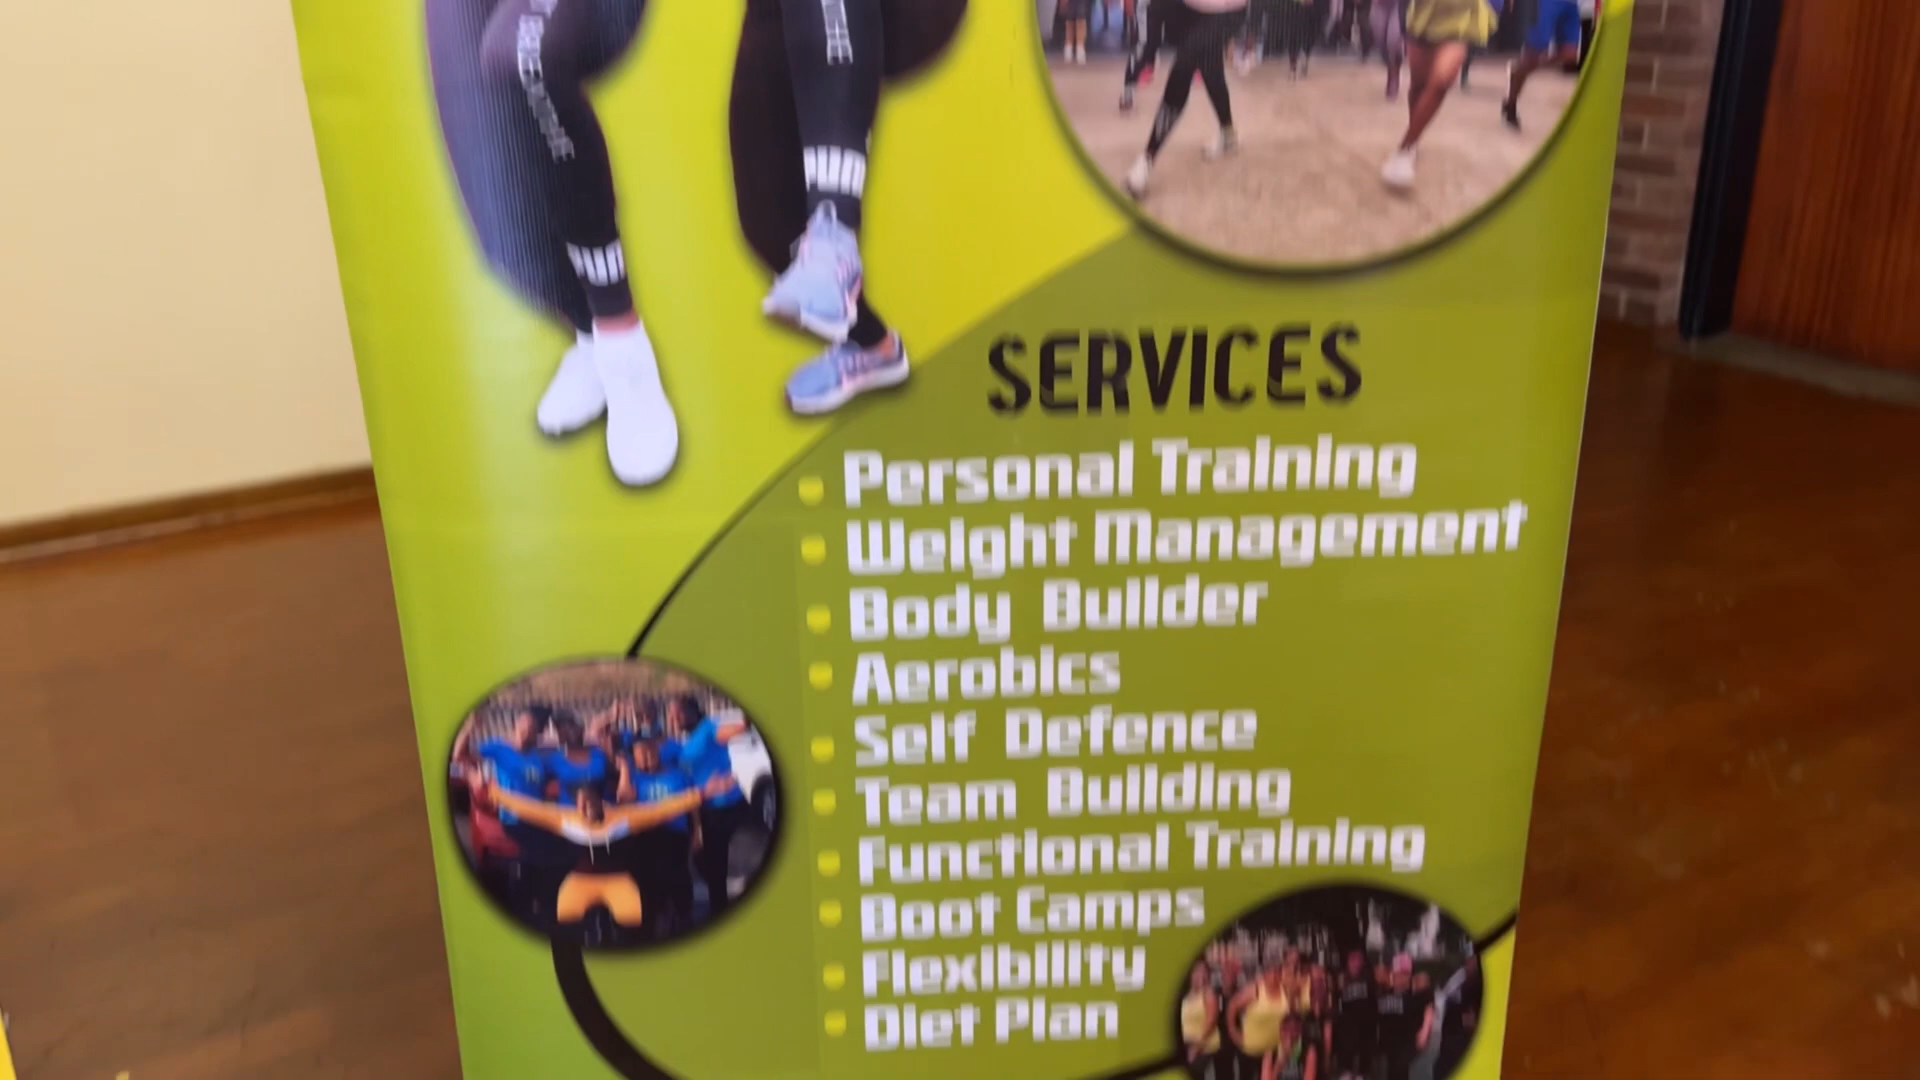 SERVICES
Personal Training
Weight Management
Body Builder
Aerobics
Self Defence
Team Building
Functional Training
Boot Camps
Flexibility
Diet Plan